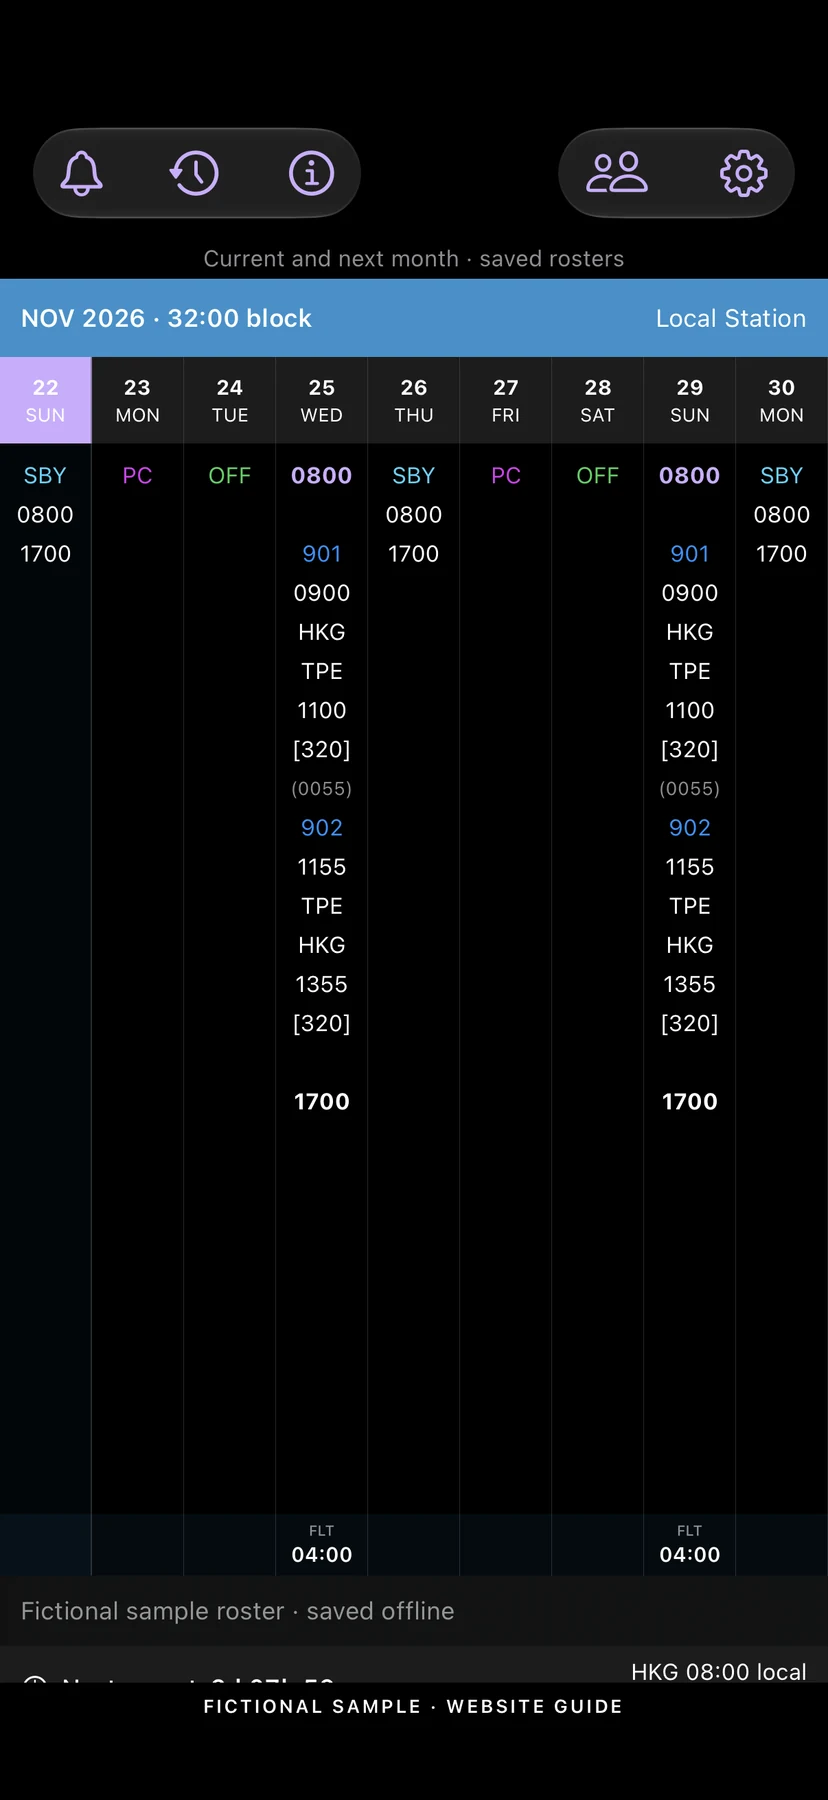 Current and next month · saved rosters
NOV 2026 · 32:00 block
Local Station
22 SUN
23 MON
24 TUE
25 WED
26 THU
27 FRI
28 SAT
29 SUN
30 MON
SBY
0800
1700
PC
OFF
0800
901
0900
HKG
TPE
1100
[320]
(0055)
902
1155
TPE
HKG
1355
[320]
1700
SBY
0800
1700
PC
OFF
0800
901
0900
HKG
TPE
1100
[320]
(0055)
902
1155
TPE
HKG
1355
[320]
1700
SBY
0800
1700
FLT
04:00
FLT
04:00
Fictional sample roster · saved offline
HKG 08:00 local
FICTIONAL SAMPLE · WEBSITE GUIDE